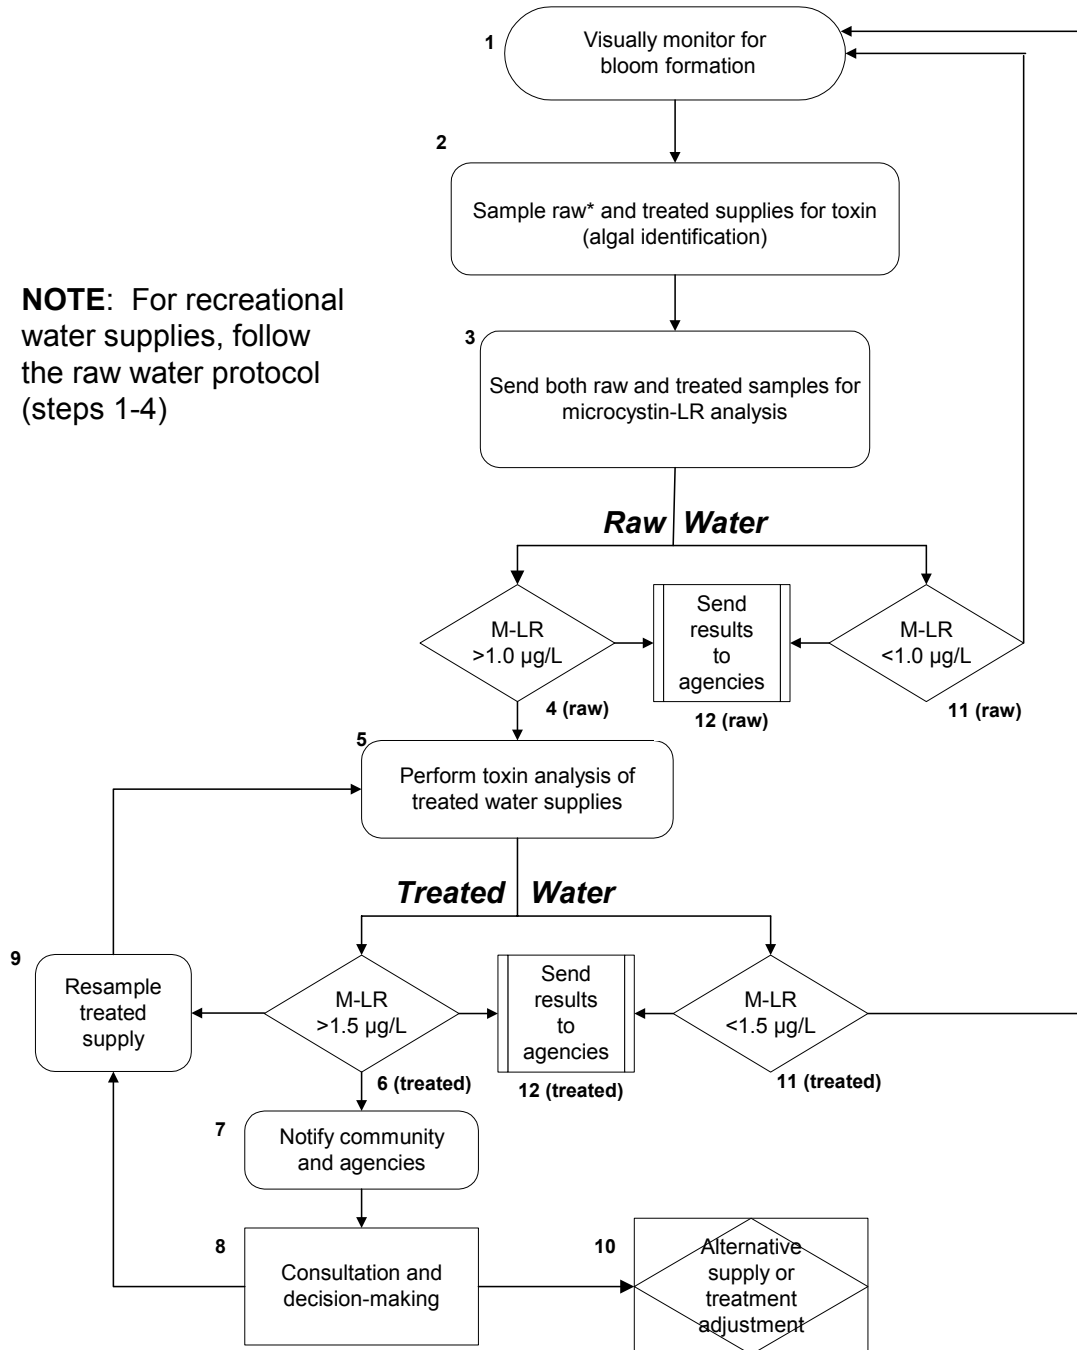 1
Visually monitor for
bloom formation
2
Sample raw* and treated supplies for toxin
(algal identification)
NOTE: For recreational
water supplies, follow
the raw water protocol
(steps 1-4)
3
Send both raw and treated samples for
microcystin-LR analysis
Raw Water
M-LR
>1.0 µg/L
4 (raw)
Send
results
to
agencies
12 (raw)
M-LR
<1.0 µg/L
11 (raw)
5
Perform toxin analysis of
treated water supplies
Treated Water
9
Resample
treated
supply
M-LR
>1.5 µg/L
6 (treated)
Send
results to
agencies
12 (treated)
M-LR
<1.5 µg/L
11 (treated)
7
Notify community
and agencies
8
Consultation and
decision-making
10
Alternative
supply or
treatment
adjustment